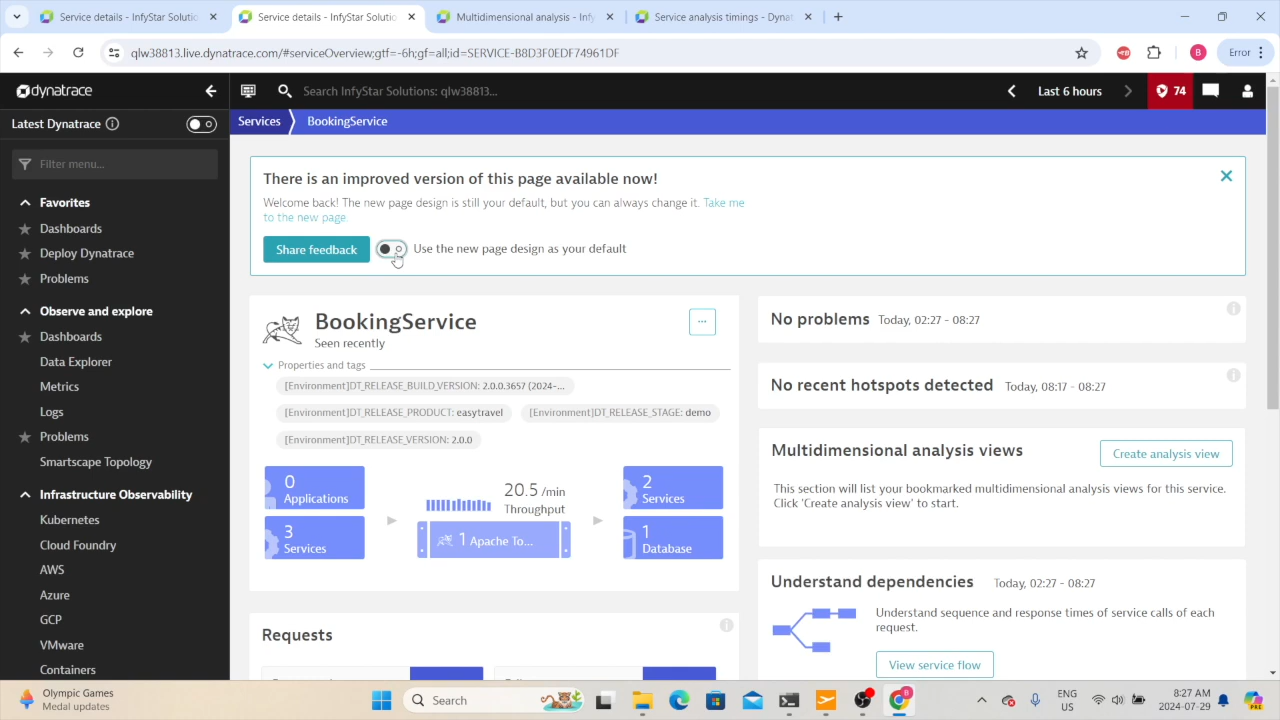 Service details - InfyStar Solutio
Service details - InfyStar Solutio
Multidimensional analysis - Infy
Service analysis timings - Dynat
qlw38813.live.dynatrace.com/#serviceOverview;gtf=-6h;gf=all;id=SERVICE-B8D3F0EDF74961DF
B
Error
dynatrace
Search InfyStar Solutions: qlw38813...
Last 6 hours
74
Latest Dynatrace
Services
BookingService
Filter menu...
Favorites
Dashboards
Deploy Dynatrace
Problems
Observe and explore
Dashboards
Data Explorer
Metrics
Logs
Problems
Smartscape Topology
Infrastructure Observability
Kubernetes
Cloud Foundry
AWS
Azure
GCP
VMware
Containers
There is an improved version of this page available now!
Welcome back! The new page design is still your default, but you can always change it. Take me
to the new page.
Share feedback
Use the new page design as your default
BookingService
...
Seen recently
Properties and tags
[Environment]DT_RELEASE_BUILD_VERSION: 2.0.0.3657 (2024-...
[Environment]DT_RELEASE_PRODUCT: easytravel
[Environment]DT_RELEASE_STAGE: demo
[Environment]DT_RELEASE_VERSION: 2.0.0
0
Applications
3
Services
20.5 /min
Throughput
1 Apache To...
2
Services
1
Database
Requests
No problems Today, 02:27 - 08:27
No recent hotspots detected Today, 08:17 - 08:27
Multidimensional analysis views
Create analysis view
This section will list your bookmarked multidimensional analysis views for this service.
Click 'Create analysis view' to start.
Understand dependencies Today, 02:27 - 08:27
Understand sequence and response times of service calls of each
request.
View service flow
Olympic Games
Medal updates
Search
ENG
US
8:27 AM
2024-07-29